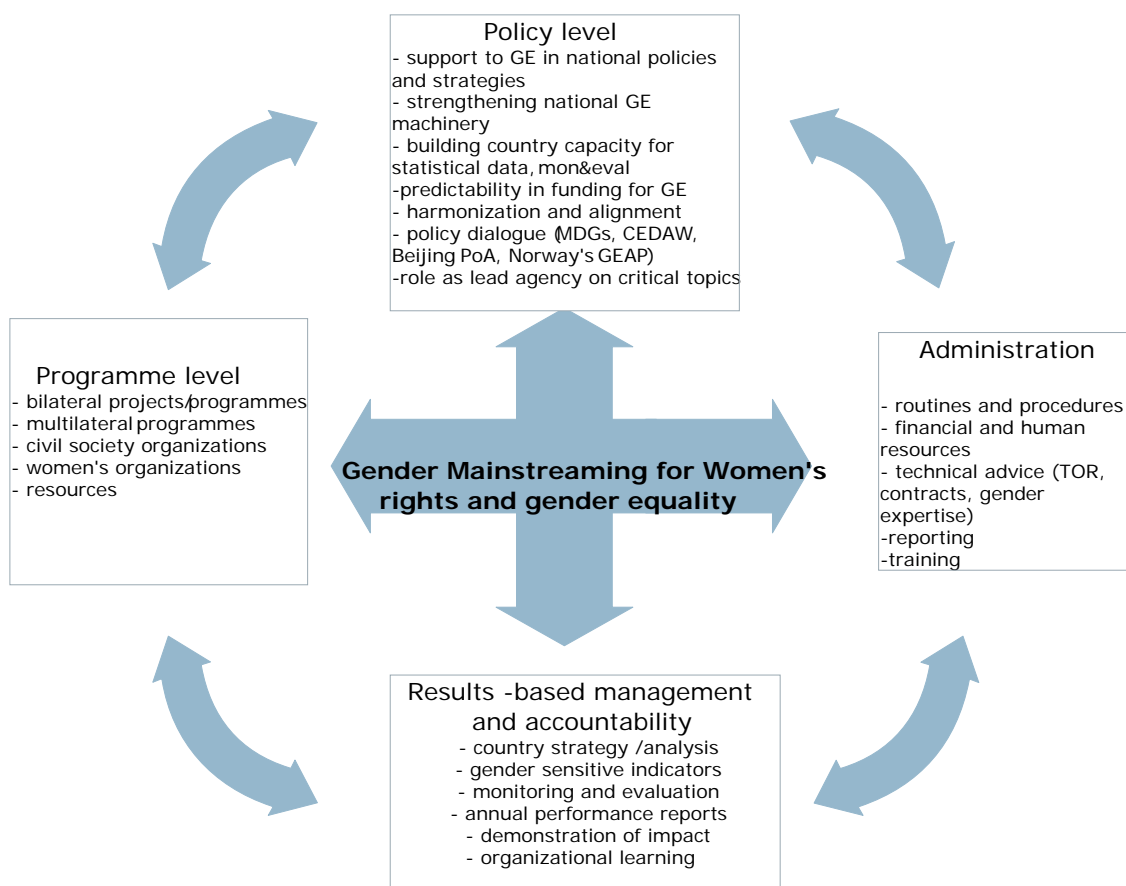 Policy level
- support to GE in national policies
and strategies
- strengthening national GE
machinery
- building country capacity for
statistical data, mon&eval
-predictability in funding for GE
- harmonization and alignment
- policy dialogue (MDGs, CEDAW,
Beijing PoA, Norway's GEAP)
-role as lead agency on critical topics
Programme level
- bilateral projects/programmes
- multilateral programmes
- civil society organizations
- women's organizations
- resources
Gender Mainstreaming for Women's
rights and gender equality
Administration
- routines and procedures
- financial and human
resources
- technical advice (TOR,
contracts, gender
expertise)
-reporting
-training
Results -based management
and accountability
- country strategy /analysis
- gender sensitive indicators
- monitoring and evaluation
- annual performance reports
- demonstration of impact
- organizational learning